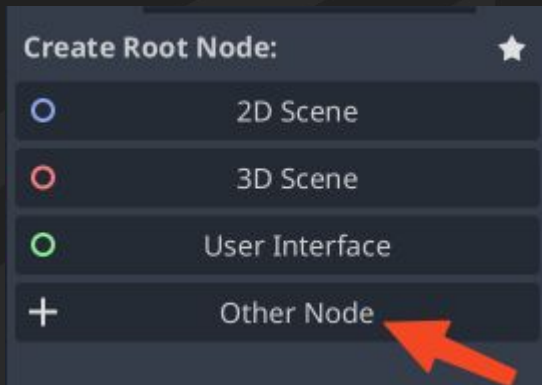 Create Root Node:
2D Scene
3D Scene
User Interface
Other Node